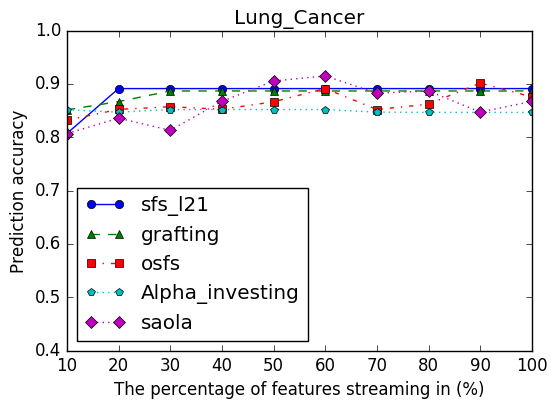 Lung_Cancer
1.0
0.9
0.8
0.7
0.6
0.5
0.4
Prediction accuracy
sfs_l21
grafting
osfs
Alpha_investing
saola
10 20 30 40 50 60 70 80 90 100
The percentage of features streaming in (%)